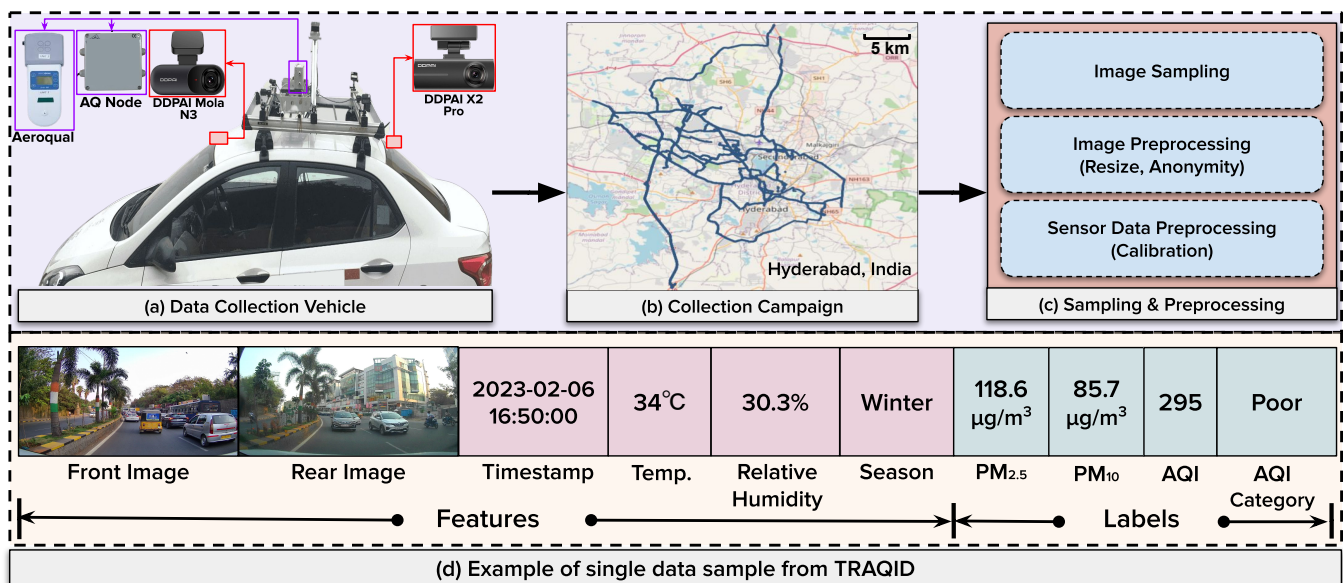 Aeroqual
AQ Node
DDPAI Mola
N3
DDPAI X2
Pro
(a) Data Collection Vehicle
5 km
Secunderabad
Hyderabad
Hyderabad, India
(b) Collection Campaign
Image Sampling
Image Preprocessing
(Resize, Anonymity)
Sensor Data Preprocessing
(Calibration)
(c) Sampling & Preprocessing
2023-02-06
16:50:00
34°C
30.3%
Winter
118.6
µg/m³
85.7
µg/m³
295
Poor
Front Image
Rear Image
Timestamp
Temp.
Relative
Humidity
Season
PM2.5
PM10
AQI
AQI
Category
Features
Labels
(d) Example of single data sample from TRAQID